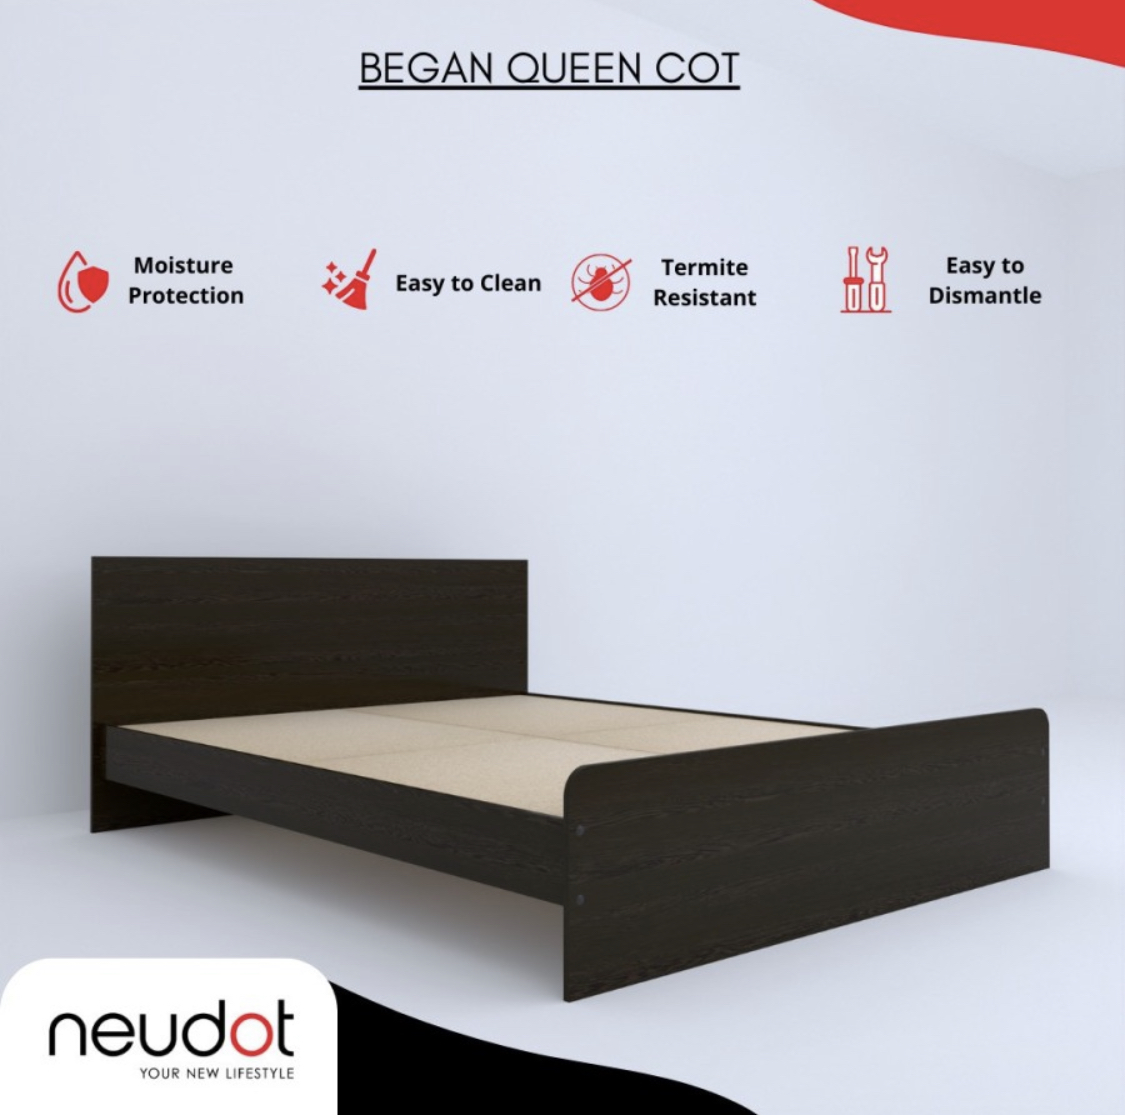 BEGAN QUEEN COT
Moisture
Protection
Easy to Clean
Termite
Resistant
Easy to
Dismantle
neudot
YOUR NEW LIFESTYLE